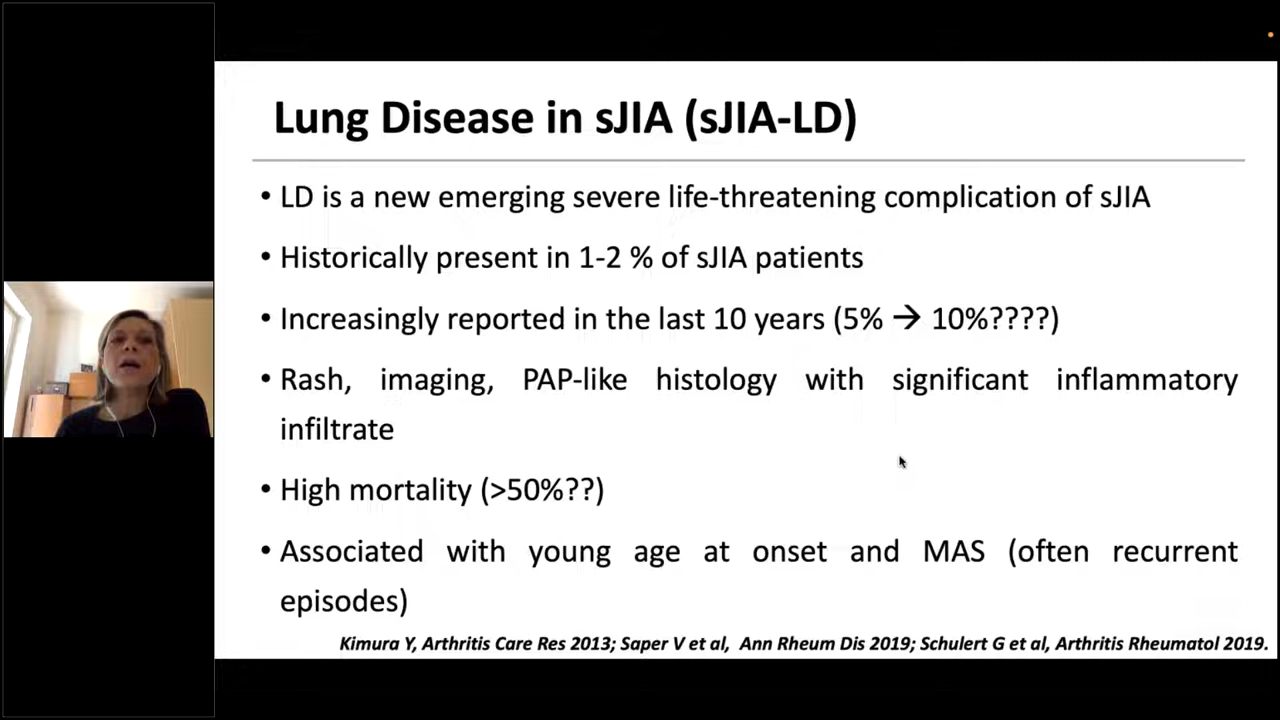 Lung Disease in sJIA (sJIA-LD)
• LD is a new emerging severe life-threatening complication of sJIA
• Historically present in 1-2 % of sJIA patients
• Increasingly reported in the last 10 years (5% → 10%????)
• Rash, imaging, PAP-like histology with significant inflammatory
infiltrate
• High mortality (>50%??)
• Associated with young age at onset and MAS (often recurrent
episodes)
Kimura Y, Arthritis Care Res 2013; Saper V et al, Ann Rheum Dis 2019; Schulert G et al, Arthritis Rheumatol 2019.